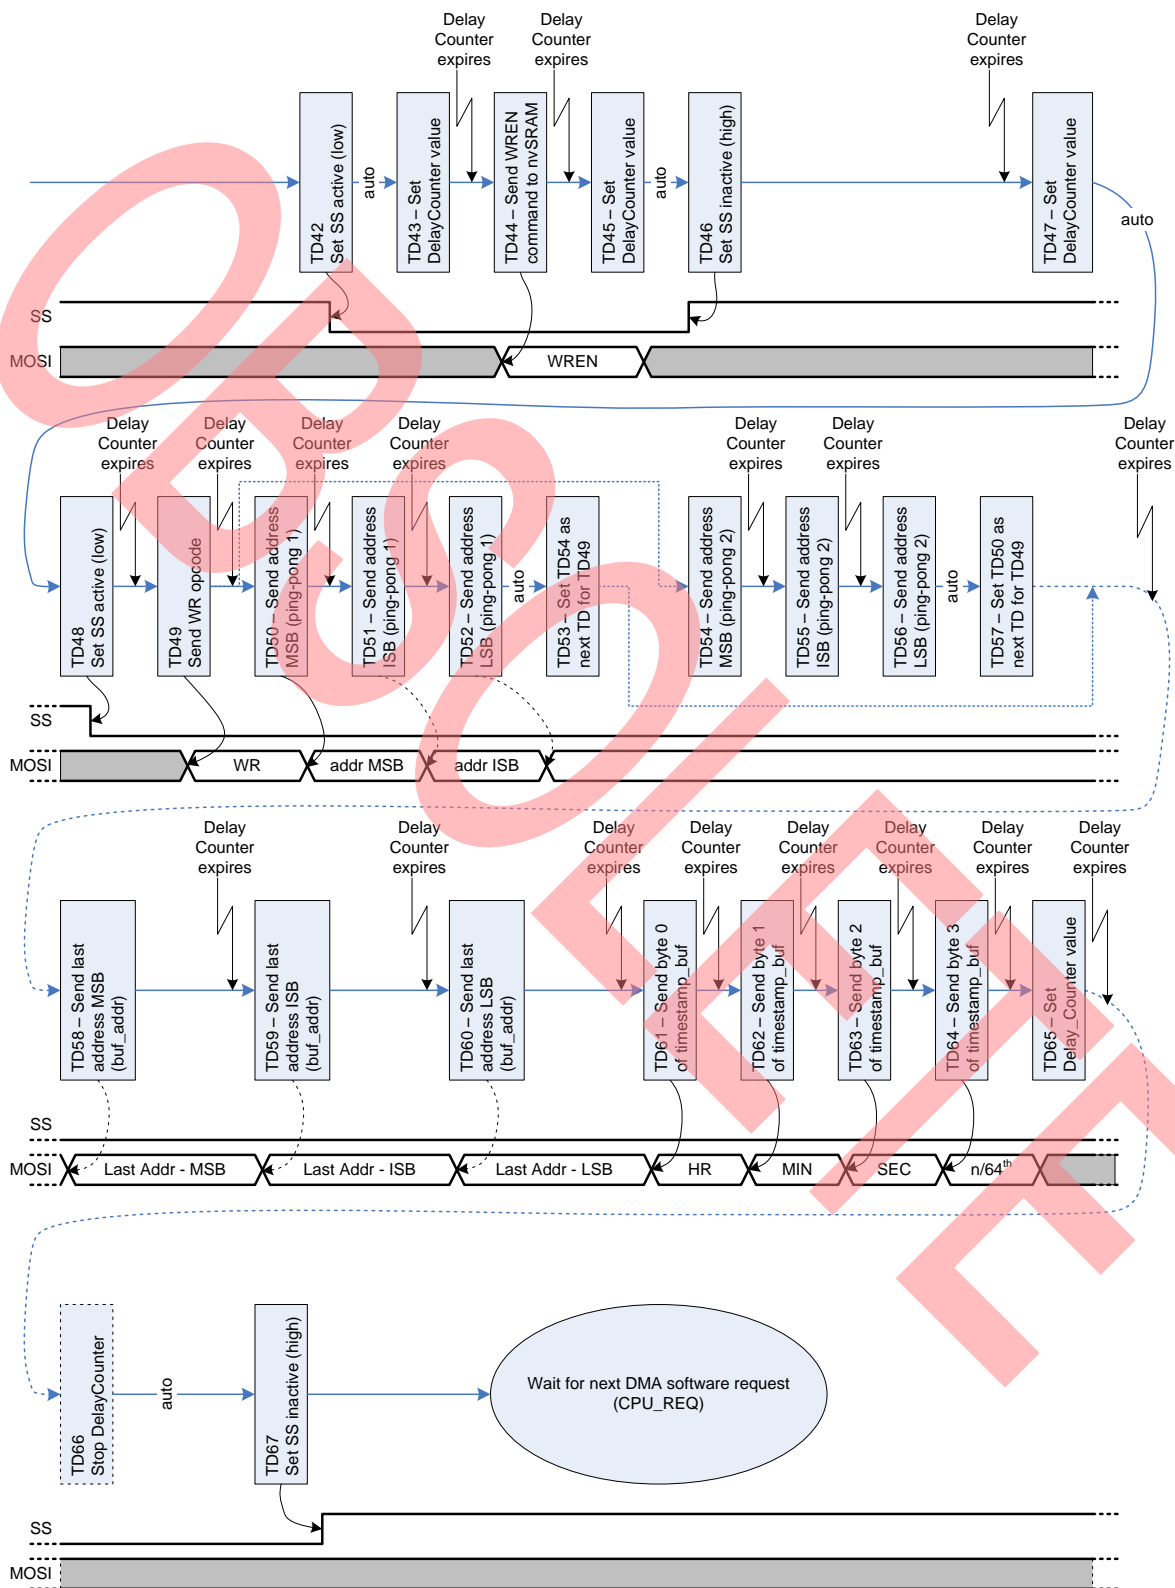 Delay
Counter
expires
Delay
Counter
expires
Delay
Counter
expires
TD42
Set SS active (low)
auto
TD43 – Set
DelayCounter value
TD44 – Send WREN
command to nvSRAM
TD45 – Set
DelayCounter value
auto
TD46
Set SS inactive (high)
TD47 – Set
DelayCounter value
auto
SS
MOSI
WREN
Delay
Counter
expires
Delay
Counter
expires
Delay
Counter
expires
Delay
Counter
expires
Delay
Counter
expires
Delay
Counter
expires
Delay
Counter
expires
TD48
Set SS active (low)
TD49
Send WR opcode
TD50 – Send address
MSB (ping-pong 1)
TD51 – Send address
ISB (ping-pong 1)
TD52 – Send address
LSB (ping-pong 1)
auto
TD53 – Set TD54 as
next TD for TD49
TD54 – Send address
MSB (ping-pong 2)
TD55 – Send address
ISB (ping-pong 2)
TD56 – Send address
LSB (ping-pong 2)
auto
TD57 – Set TD50 as
next TD for TD49
SS
MOSI
WR
addr MSB
addr ISB
Delay
Counter
expires
Delay
Counter
expires
Delay
Counter
expires
Delay
Counter
expires
Delay
Counter
expires
Delay
Counter
expires
Delay
Counter
expires
Delay
Counter
expires
TD58 – Send last
address MSB
(buf_addr)
TD59 – Send last
address ISB
(buf_addr)
TD60 – Send last
address LSB
(buf_addr)
TD61 – Send byte 0
of timestamp_buf
TD62 – Send byte 1
of timestamp_buf
TD63 – Send byte 2
of timestamp_buf
TD64 – Send byte 3
of timestamp_buf
TD65 – Set
Delay_Counter value
SS
MOSI
Last Addr - MSB
Last Addr - ISB
Last Addr - LSB
HR
MIN
SEC
n/64th
TD66
Stop DelayCounter
auto
TD67
Set SS inactive (high)
Wait for next DMA software request
(CPU_REQ)
SS
MOSI
OBSOLETE